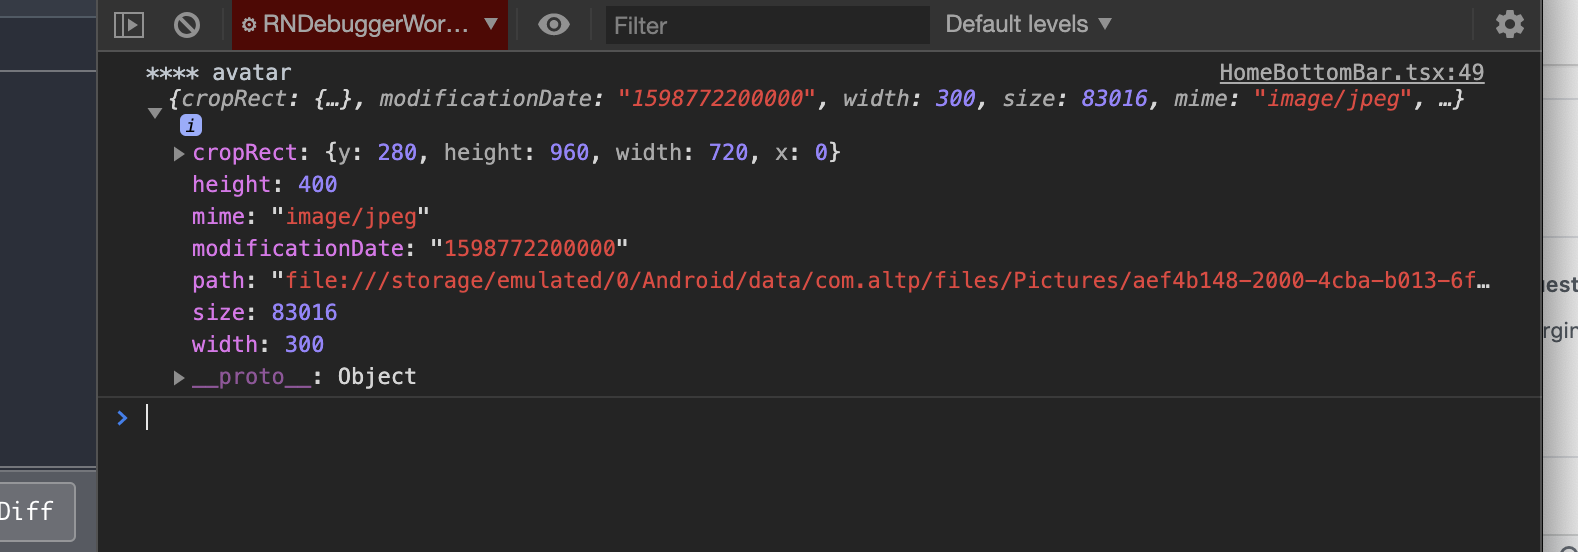 RNDebuggerWor… Filter Default levels
**** avatar HomeBottomBar.tsx:49
{cropRect: {…}, modificationDate: "1598772200000", width: 300, size: 83016, mime: "image/jpeg", …}
i
cropRect: {y: 280, height: 960, width: 720, x: 0}
height: 400
mime: "image/jpeg"
modificationDate: "1598772200000"
path: "file:///storage/emulated/0/Android/data/com.altp/files/Pictures/aef4b148-2000-4cba-b013-6f…
size: 83016
width: 300
__proto__: Object
>
Diff